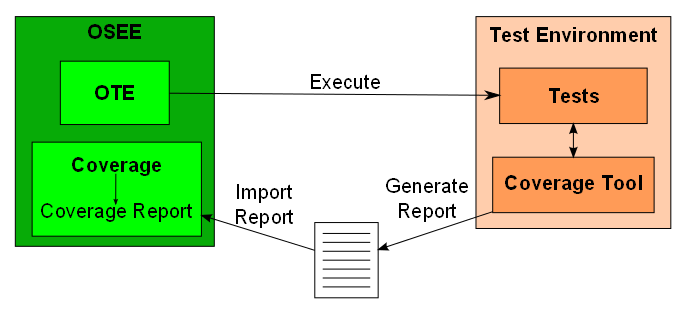 OSEE
OTE
Coverage
Coverage Report
Execute
Import
Report
Generate
Report
Test Environment
Tests
Coverage Tool